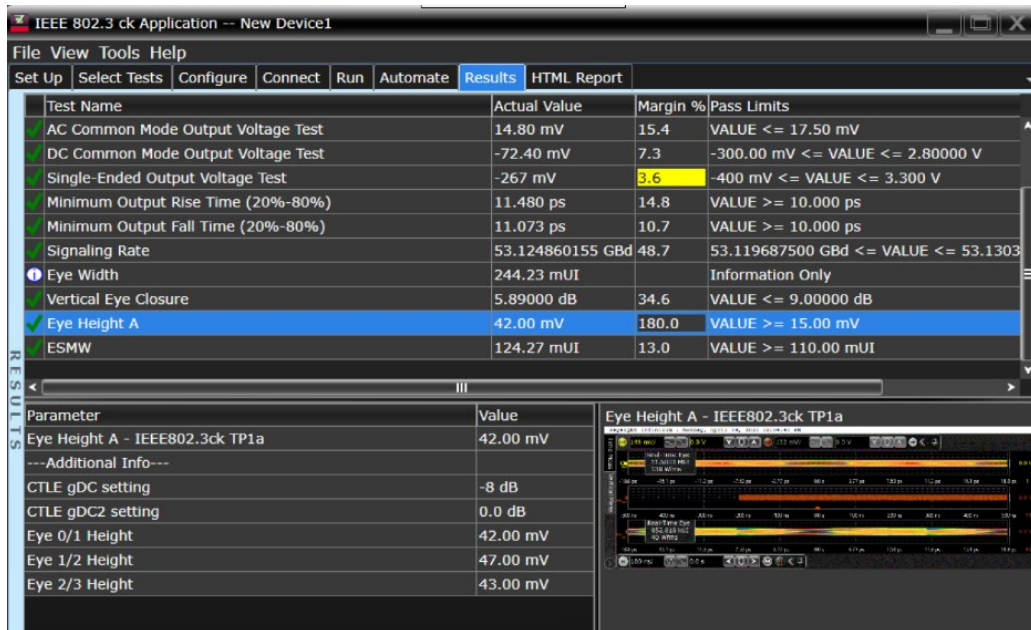 IEEE 802.3 ck Application -- New Device1
File View Tools Help
Set Up Select Tests Configure Connect Run Automate Results HTML Report
Test Name Actual Value Margin % Pass Limits
AC Common Mode Output Voltage Test 14.80 mV 15.4 VALUE <= 17.50 mV
DC Common Mode Output Voltage Test -72.40 mV 7.3 -300.00 mV <= VALUE <= 2.80000 V
Single-Ended Output Voltage Test -267 mV 3.6 -400 mV <= VALUE <= 3.300 V
Minimum Output Rise Time (20%-80%) 11.480 ps 14.8 VALUE >= 10.000 ps
Minimum Output Fall Time (20%-80%) 11.073 ps 10.7 VALUE >= 10.000 ps
Signaling Rate 53.124860155 GBd 48.7 53.119687500 GBd <= VALUE <= 53.1303
Eye Width 244.23 mUI Information Only
Vertical Eye Closure 5.89000 dB 34.6 VALUE <= 9.00000 dB
Eye Height A 42.00 mV 180.0 VALUE >= 15.00 mV
ESMW 124.27 mUI 13.0 VALUE >= 110.00 mUI
RESULTS
Parameter Value
Eye Height A - IEEE802.3ck TP1a 42.00 mV
---Additional Info---
CTLE gDC setting -8 dB
CTLE gDC2 setting 0.0 dB
Eye 0/1 Height 42.00 mV
Eye 1/2 Height 47.00 mV
Eye 2/3 Height 43.00 mV
Eye Height A - IEEE802.3ck TP1a
Real-Time Eye
Real-Time Eye